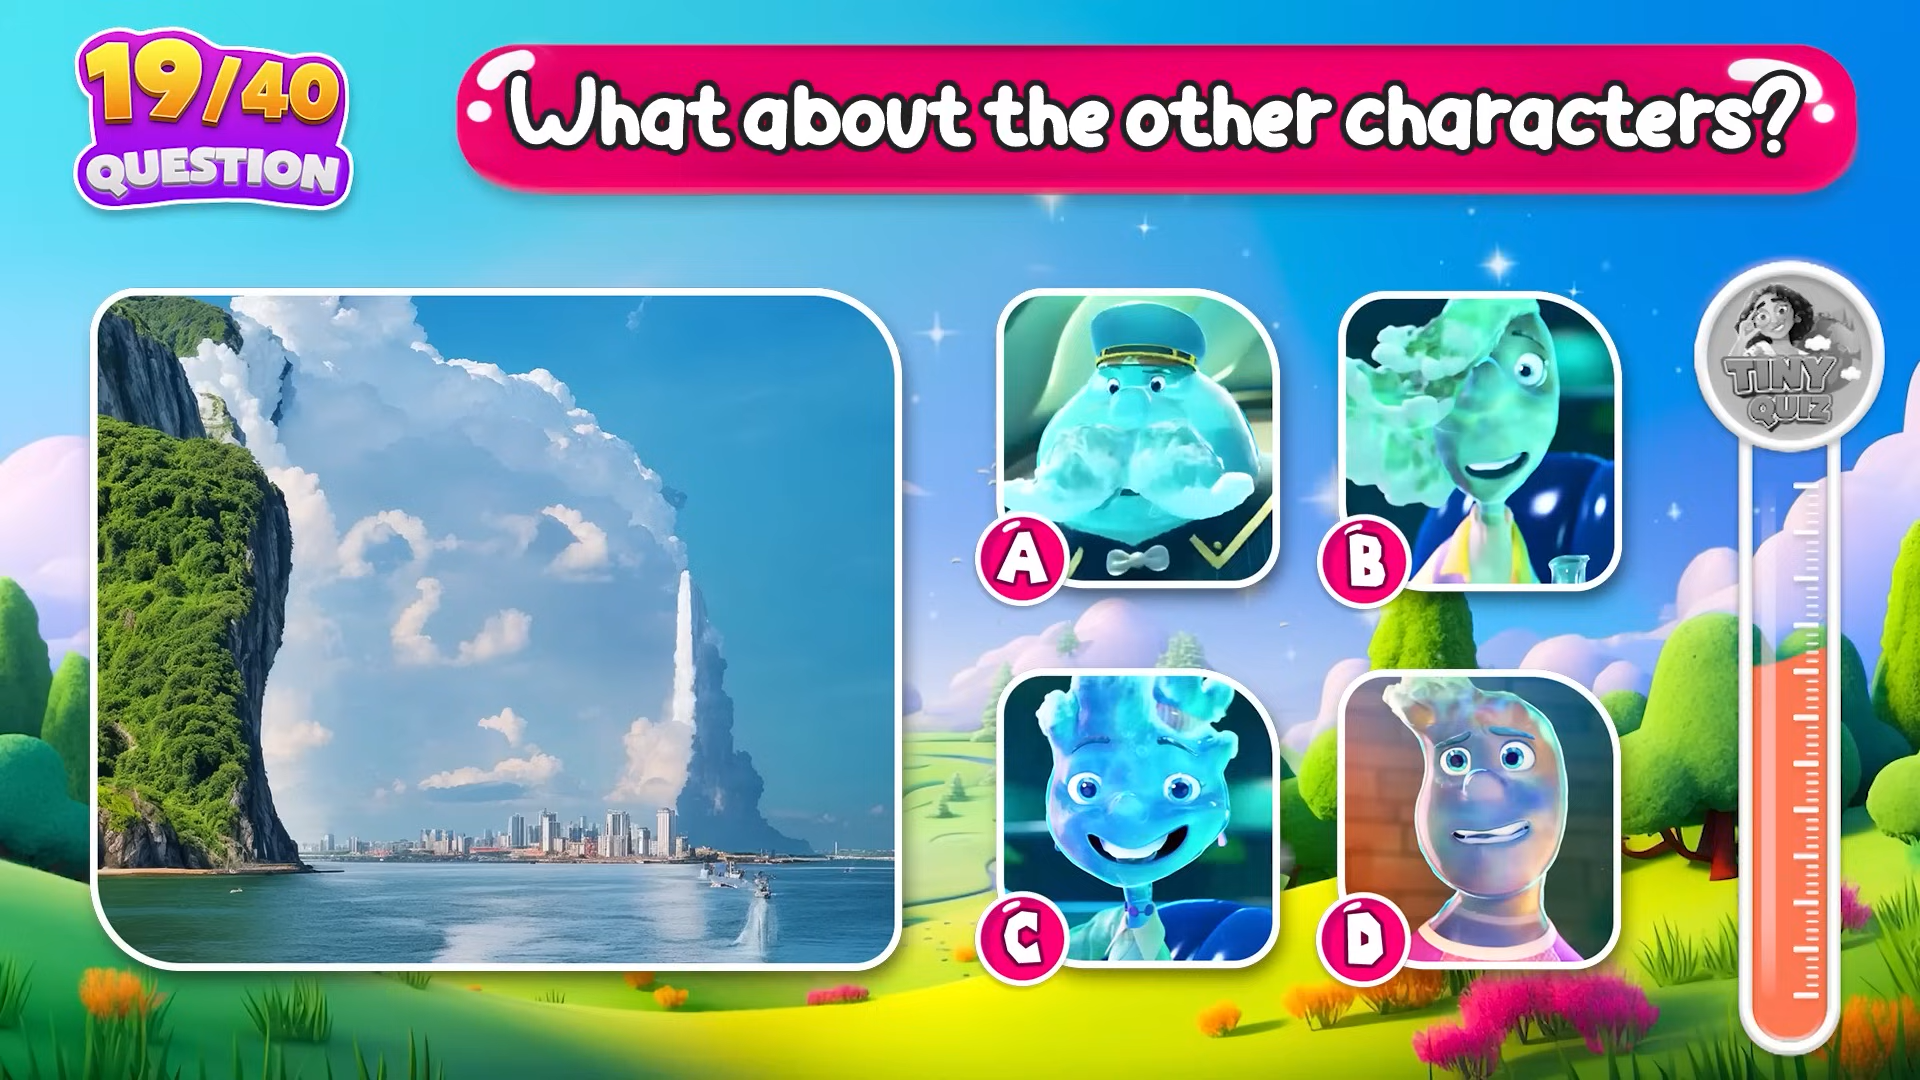 19/40
QUESTION
What about the other characters?
TINY
QUIZ
A
B
C
D